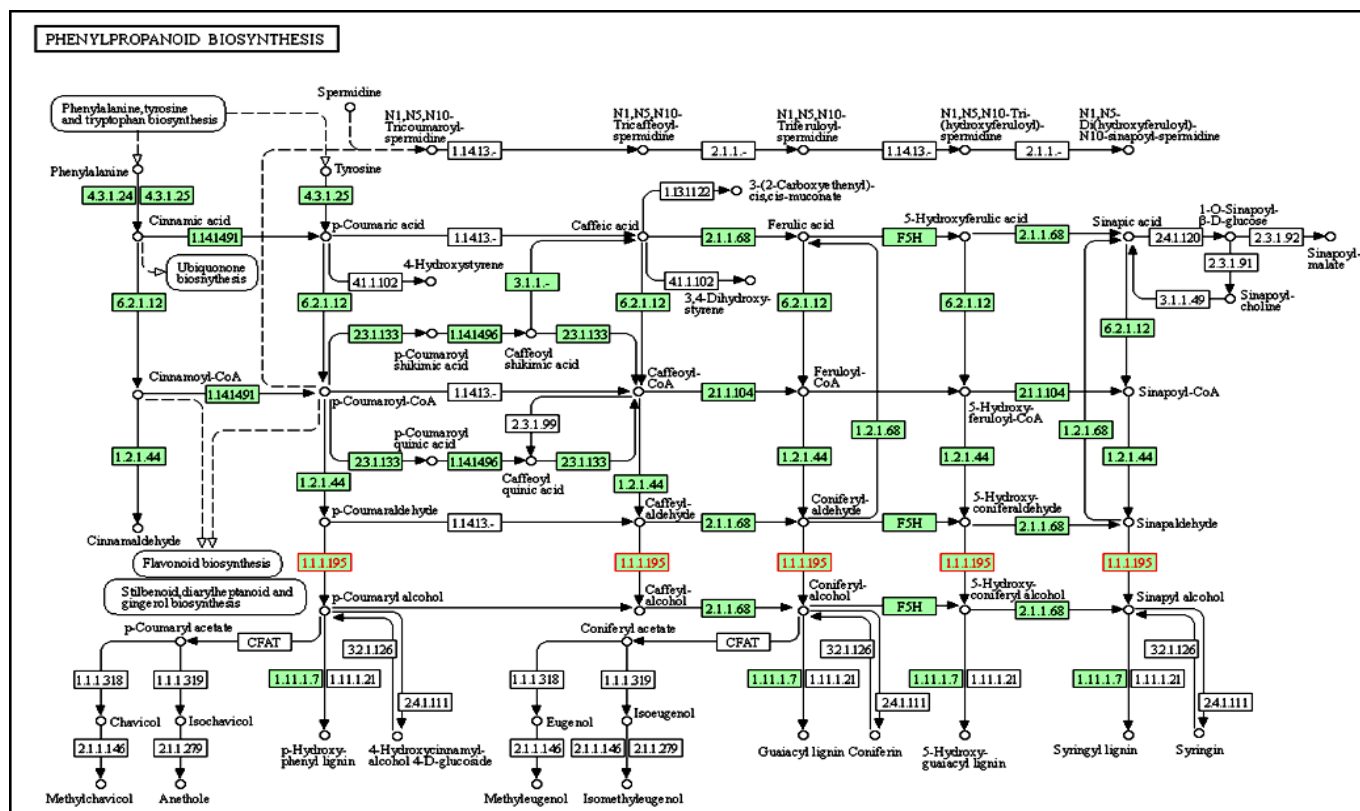 PHENYLPROPANOID BIOSYNTHESIS
Spermidine
Phenylalanine,tyrosine
and tryptophan biosynthesis
N1,N5,N10-
Tricoumaroyl-
spermidine
N1,N5,N10-
Tricaffeoyl-
spermidine
N1,N5,N10-
Triferuloyl-
spermidine
N1,N5,N10-Tri-
(hydroxyferuloyl)-
spermidine
N1,N5-
Di(hydroxyferuloyl)-
N10-sinapoyl-spermidine
1.14.13.-
2.1.1.-
1.14.13.-
2.1.1.-
Phenylalanine
Tyrosine
4.3.1.24
4.3.1.25
4.3.1.25
1.13.11.22
3-(2-Carboxyethenyl)-
cis,cis-muconate
Cinnamic acid
1.14.14.91
p-Coumaric acid
1.14.13.-
Caffeic acid
2.1.1.68
Ferulic acid
F5H
5-Hydroxyferulic acid
2.1.1.68
Sinapic acid
2.4.1.120
1-O-Sinapoyl-
β-D-glucose
2.3.1.92
Sinapoyl-
malate
Ubiquonone
biosnythesis
4.1.1.102
4-Hydroxystyrene
3.1.1.-
4.1.1.102
3,4-Dihydroxy-
styrene
2.3.1.91
3.1.1.49
Sinapoyl-
choline
6.2.1.12
6.2.1.12
6.2.1.12
6.2.1.12
6.2.1.12
6.2.1.12
2.3.1.133
1.14.14.96
2.3.1.133
p-Coumaroyl
shikimic acid
Caffeoyl
shikimic acid
Cinnamoyl-CoA
1.14.14.91
p-Coumaroyl-CoA
1.14.13.-
Caffeoyl-
CoA
2.1.1.104
Feruloyl-
CoA
5-Hydroxy-
feruloyl-CoA
2.1.1.104
Sinapoyl-CoA
2.3.1.99
p-Coumaroyl
quinic acid
2.3.1.133
1.14.14.96
2.3.1.133
Caffeoyl
quinic acid
1.2.1.68
1.2.1.68
1.2.1.44
1.2.1.44
1.2.1.44
1.2.1.44
1.2.1.44
1.2.1.44
Cinnamaldehyde
p-Coumaraldehyde
1.14.13.-
Caffeyl-
aldehyde
2.1.1.68
Coniferyl-
aldehyde
F5H
5-Hydroxy-
coniferaldehyde
2.1.1.68
Sinapaldehyde
Flavonoid biosynthesis
1.1.1.195
1.1.1.195
1.1.1.195
1.1.1.195
1.1.1.195
Stilbenoid, diarylheptanoid and
gingerol biosynthesis
p-Coumaryl alcohol
Caffeyl-
alcohol
2.1.1.68
Coniferyl-
alcohol
F5H
5-Hydroxy-
coniferyl alcohol
2.1.1.68
Sinapyl alcohol
p-Coumaryl acetate
CFAT
Coniferyl acetate
CFAT
3.2.1.126
3.2.1.126
3.2.1.126
1.1.1.318
1.1.1.319
1.11.1.7
1.11.1.21
2.4.1.111
1.1.1.318
1.1.1.319
1.11.1.7
1.11.1.21
2.4.1.111
1.11.1.7
1.11.1.21
1.11.1.7
1.11.1.21
2.4.1.111
Chavicol
Isochavicol
Eugenol
Isoeugenol
2.1.1.146
2.1.1.279
2.1.1.146
2.1.1.146
2.1.1.279
p-Hydroxy-
phenyl lignin
4-Hydroxycinnamyl-
alcohol 4-D-glucoside
Guaiacyl lignin
Coniferin
5-Hydroxy-
guaiacyl lignin
Syringyl lignin
Syringin
Methylchavicol
Anethole
Methyleugenol
Isomethyleugenol